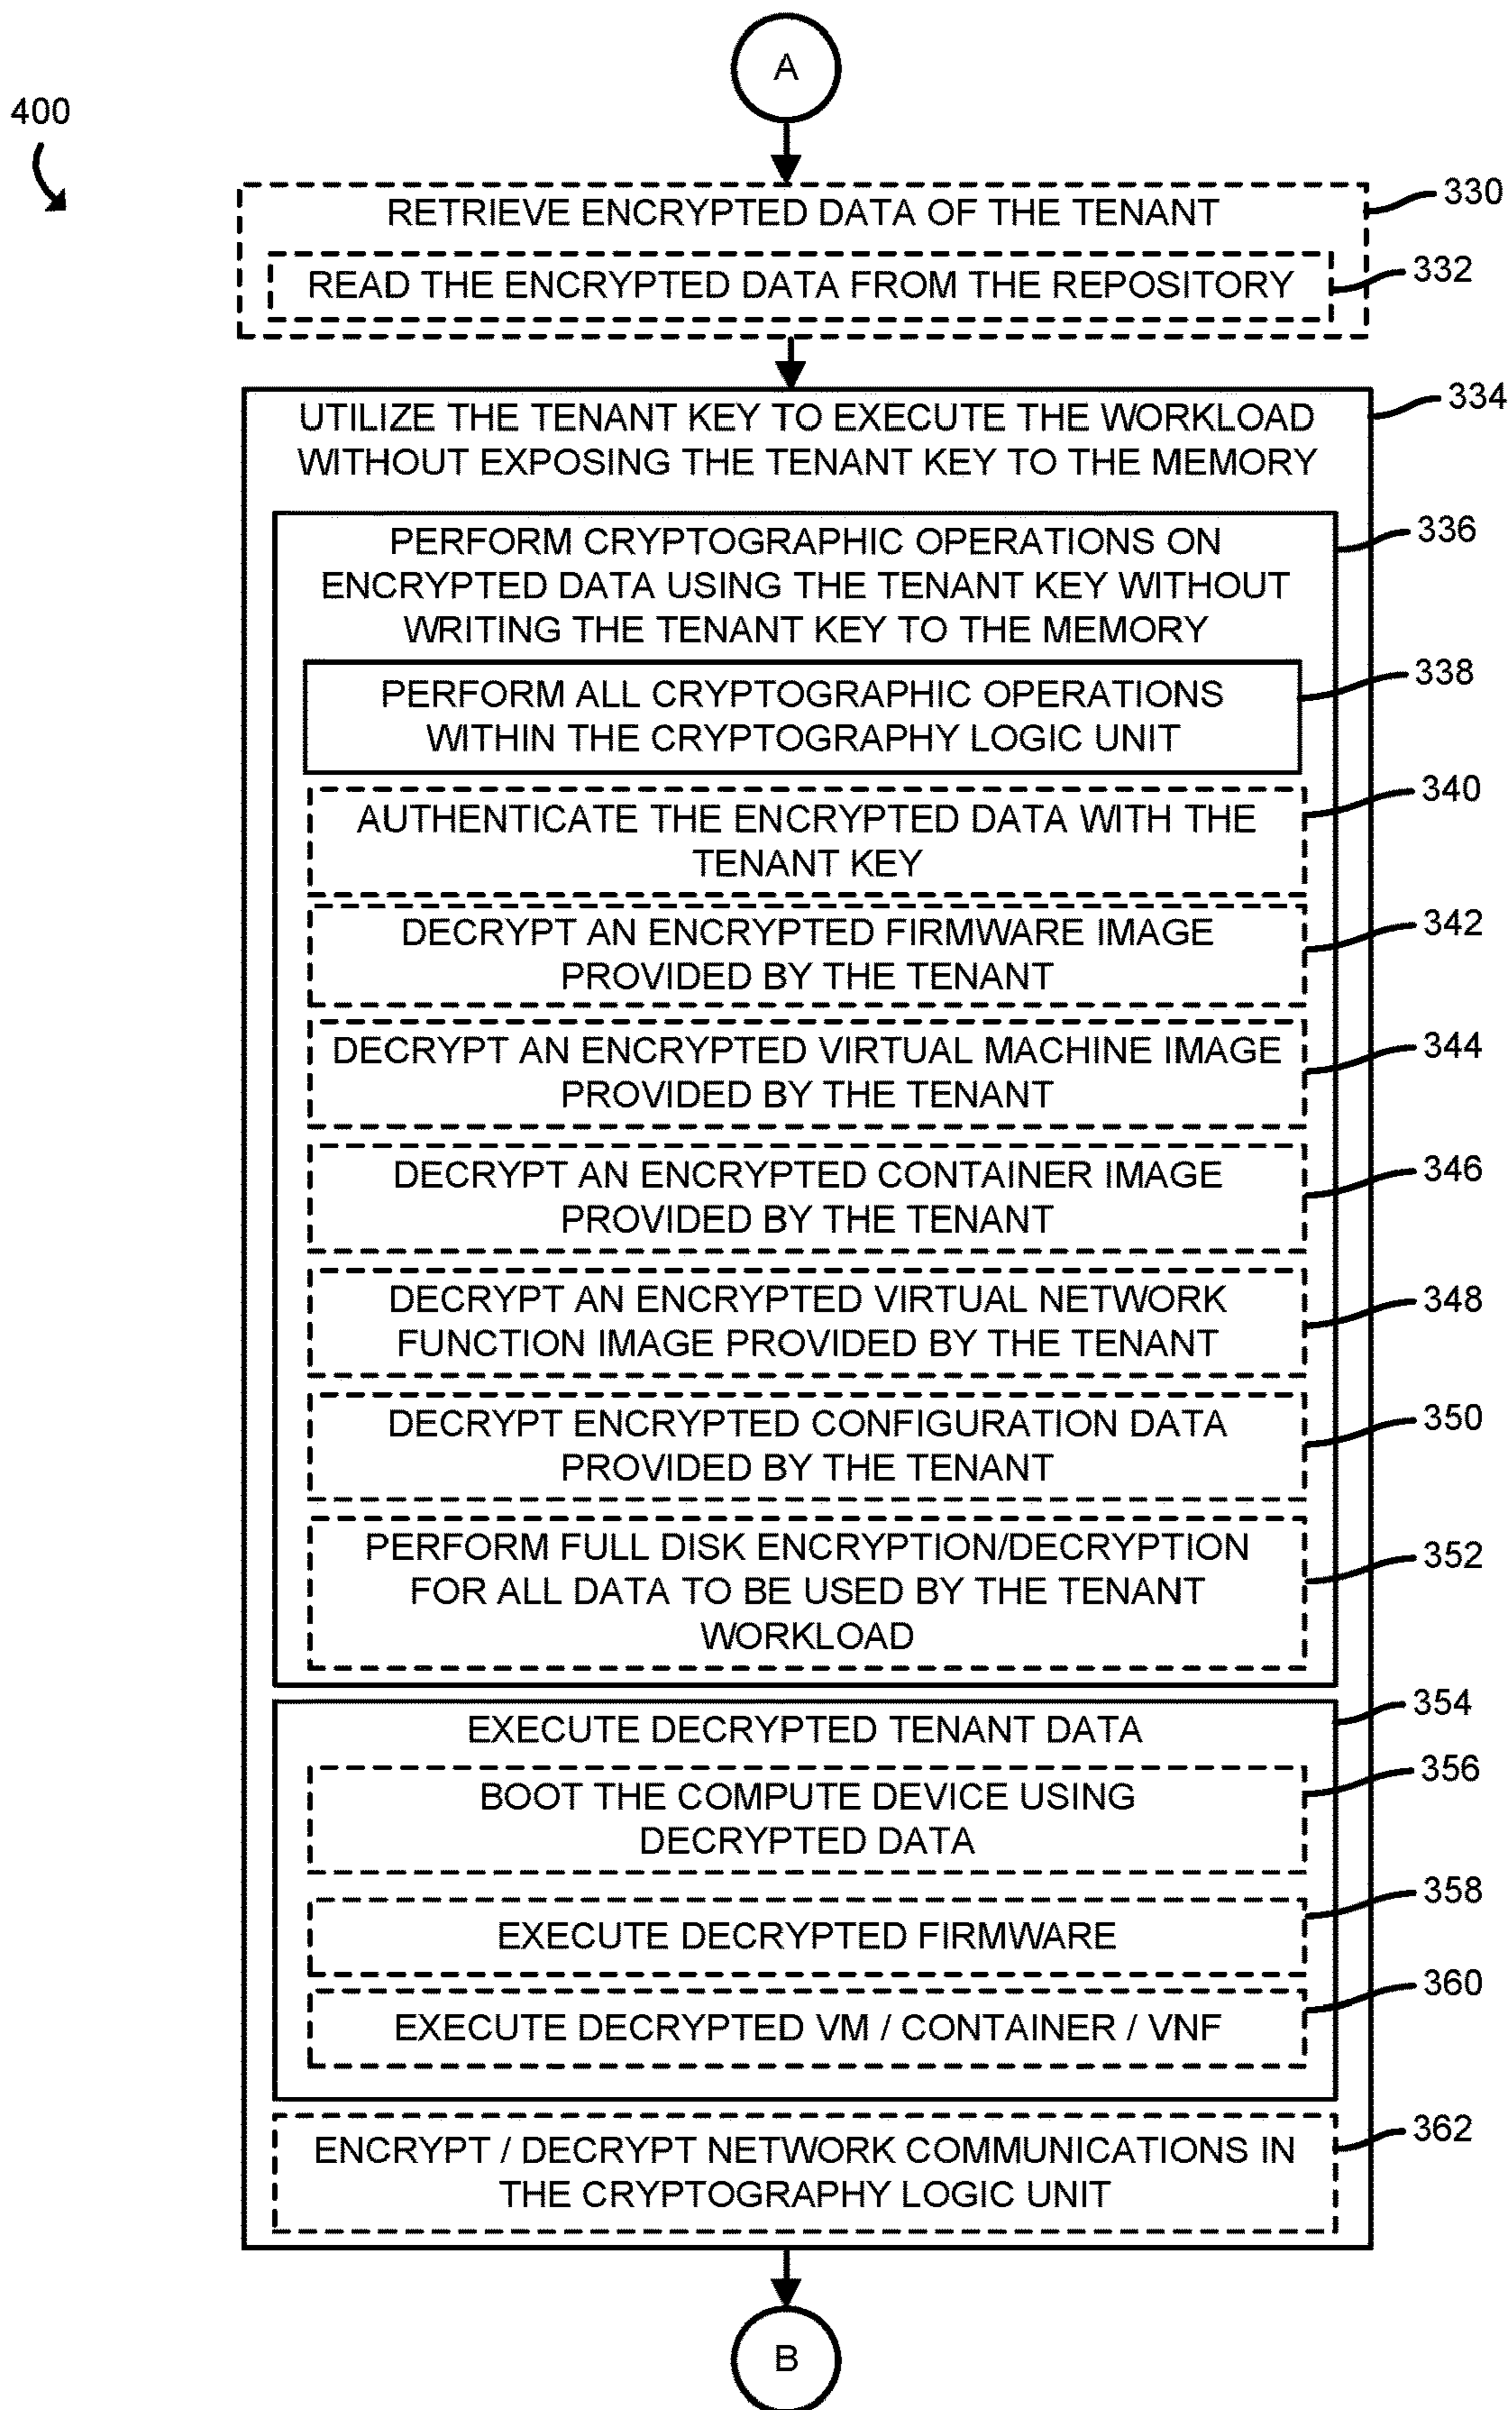 A
400
RETRIEVE ENCRYPTED DATA OF THE TENANT
330
READ THE ENCRYPTED DATA FROM THE REPOSITORY
332
UTILIZE THE TENANT KEY TO EXECUTE THE WORKLOAD
WITHOUT EXPOSING THE TENANT KEY TO THE MEMORY
334
PERFORM CRYPTOGRAPHIC OPERATIONS ON
ENCRYPTED DATA USING THE TENANT KEY WITHOUT
WRITING THE TENANT KEY TO THE MEMORY
336
PERFORM ALL CRYPTOGRAPHIC OPERATIONS
WITHIN THE CRYPTOGRAPHY LOGIC UNIT
338
AUTHENTICATE THE ENCRYPTED DATA WITH THE
TENANT KEY
340
DECRYPT AN ENCRYPTED FIRMWARE IMAGE
PROVIDED BY THE TENANT
342
DECRYPT AN ENCRYPTED VIRTUAL MACHINE IMAGE
PROVIDED BY THE TENANT
344
DECRYPT AN ENCRYPTED CONTAINER IMAGE
PROVIDED BY THE TENANT
346
DECRYPT AN ENCRYPTED VIRTUAL NETWORK
FUNCTION IMAGE PROVIDED BY THE TENANT
348
DECRYPT ENCRYPTED CONFIGURATION DATA
PROVIDED BY THE TENANT
350
PERFORM FULL DISK ENCRYPTION/DECRYPTION
FOR ALL DATA TO BE USED BY THE TENANT
WORKLOAD
352
EXECUTE DECRYPTED TENANT DATA
354
BOOT THE COMPUTE DEVICE USING
DECRYPTED DATA
356
EXECUTE DECRYPTED FIRMWARE
358
EXECUTE DECRYPTED VM / CONTAINER / VNF
360
ENCRYPT / DECRYPT NETWORK COMMUNICATIONS IN
THE CRYPTOGRAPHY LOGIC UNIT
362
B